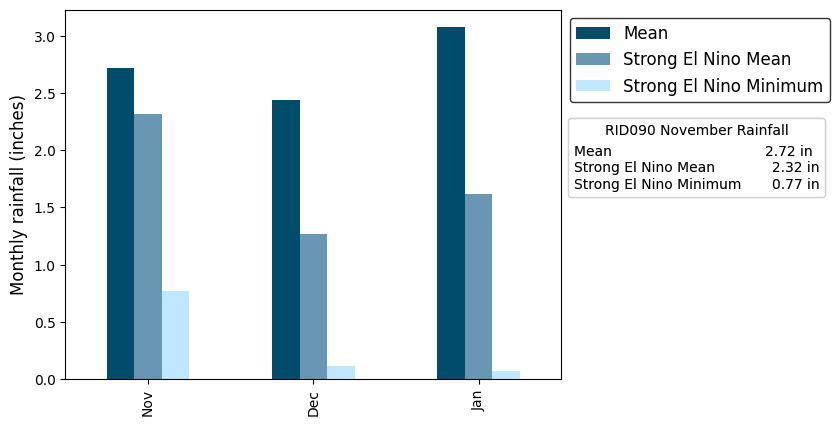 Monthly rainfall (inches)
3.0
2.5
2.0
1.5
1.0
0.5
0.0
Nov
Dec
Jan
Mean
Strong El Nino Mean
Strong El Nino Minimum
RID090 November Rainfall
Mean 2.72 in
Strong El Nino Mean 2.32 in
Strong El Nino Minimum 0.77 in